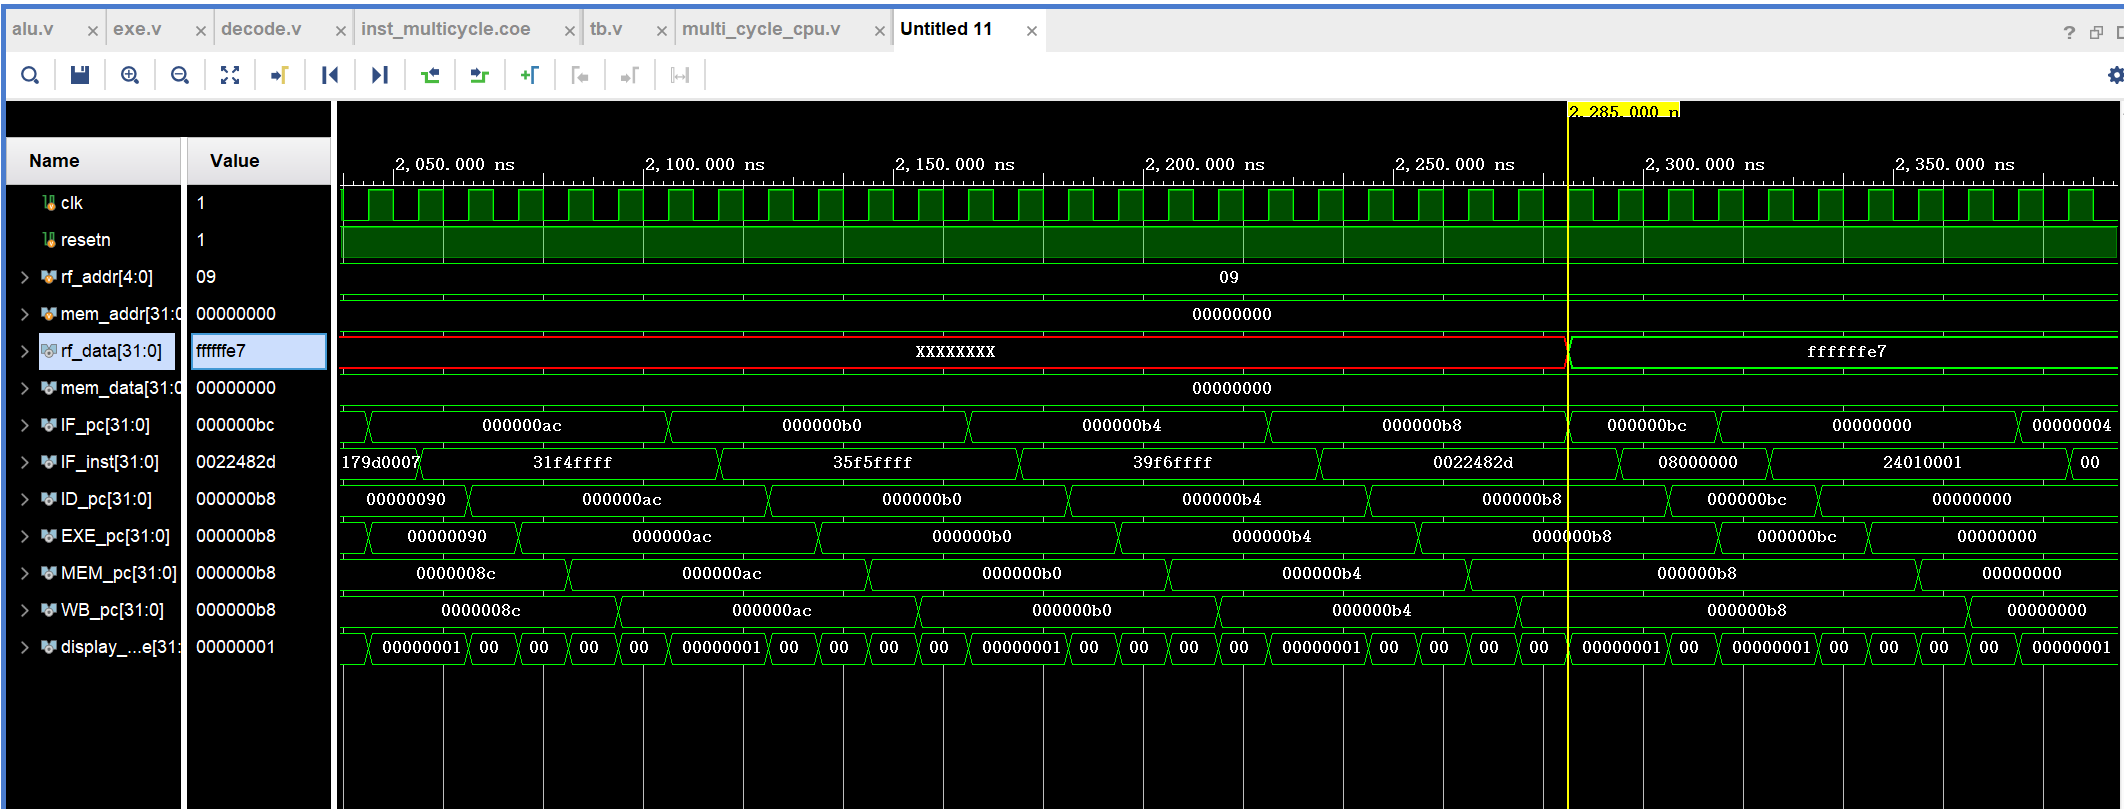 alu.v × exe.v × decode.v × inst_multicycle.coe × tb.v × multi_cycle_cpu.v × Untitled 11 ×
?
2,285.000 n
Name Value 2,050.000 ns 2,100.000 ns 2,150.000 ns 2,200.000 ns 2,250.000 ns 2,300.000 ns 2,350.000 ns
clk 1
resetn 1
rf_addr[4:0] 09 09
mem_addr[31:0 00000000 00000000
rf_data[31:0] ffffffe7 XXXXXXXX ffffffe7
mem_data[31:0 00000000 00000000
IF_pc[31:0] 000000bc 000000ac 000000b0 000000b4 000000b8 000000bc 00000000 00000004
IF_inst[31:0] 0022482d 179d0007 31f4ffff 35f5ffff 39f6ffff 0022482d 08000000 24010001 00
ID_pc[31:0] 000000b8 00000090 000000ac 000000b0 000000b4 000000b8 000000bc 00000000
EXE_pc[31:0] 000000b8 00000090 000000ac 000000b0 000000b4 000000b8 000000bc 00000000
MEM_pc[31:0] 000000b8 0000008c 000000ac 000000b0 000000b4 000000b8 00000000
WB_pc[31:0] 000000b8 0000008c 000000ac 000000b0 000000b4 000000b8 00000000
display_...e[31: 00000001 00000001 00 00 00 00 00000001 00 00 00 00 00000001 00 00 00 00 00000001 00 00 00 00 00000001 00 00000001 00 00 00 00 00000001